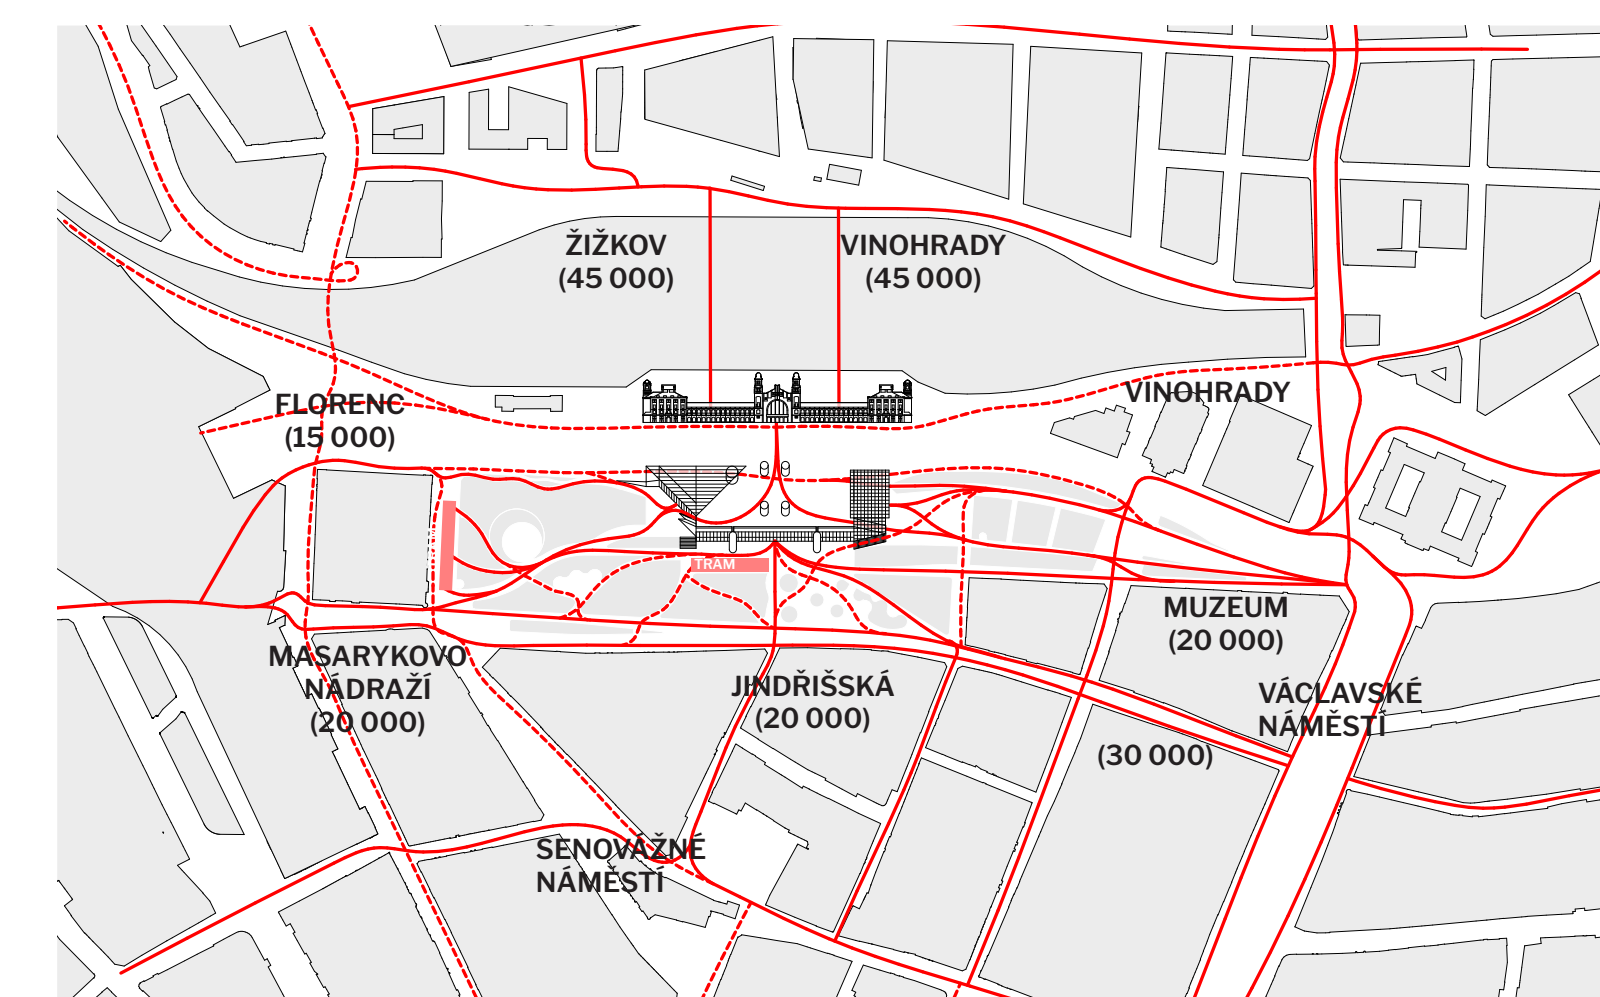 ŽIŽKOV
(45 000)
VINOHRADY
(45 000)
VINOHRADY
FLORENC
(15 000)
TRAM
MUZEUM
(20 000)
MASARYKOVO
NÁDRAŽÍ
(20 000)
JINDŘIŠSKÁ
(20 000)
VÁCLAVSKÉ
NÁMĚSTÍ
(30 000)
SENOVÁŽNÉ
NÁMĚSTÍ